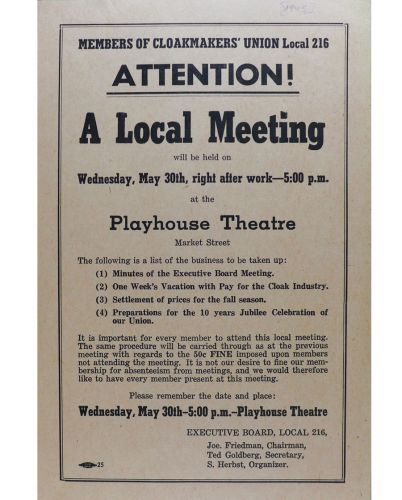 MEMBERS OF CLOAKMAKERS' UNION Local 216
ATTENTION!
A Local Meeting
will be held on
Wednesday, May 30th, right after work—5:00 p.m.
at the
Playhouse Theatre
Market Street
The following is a list of the business to be taken up:
(1) Minutes of the Executive Board Meeting.
(2) One Week's Vacation with Pay for the Cloak Industry.
(3) Settlement of prices for the fall season.
(4) Preparations for the 10 years Jubilee Celebration of
our Union.
It is important for every member to attend this local meeting.
The same procedure will be carried through as at the previous
meeting with regards to the 50c FINE imposed upon members
not attending the meeting. It is not our desire to fine our mem-
bership for absenteeism from meetings, and we would therefore
like to have every member present at this meeting.
Please remember the date and place:
Wednesday, May 30th–5:00 p.m.–Playhouse Theatre
EXECUTIVE BOARD, LOCAL 216,
Joe. Friedman, Chairman,
Ted Goldberg, Secretary,
S. Herbst, Organizer.
25